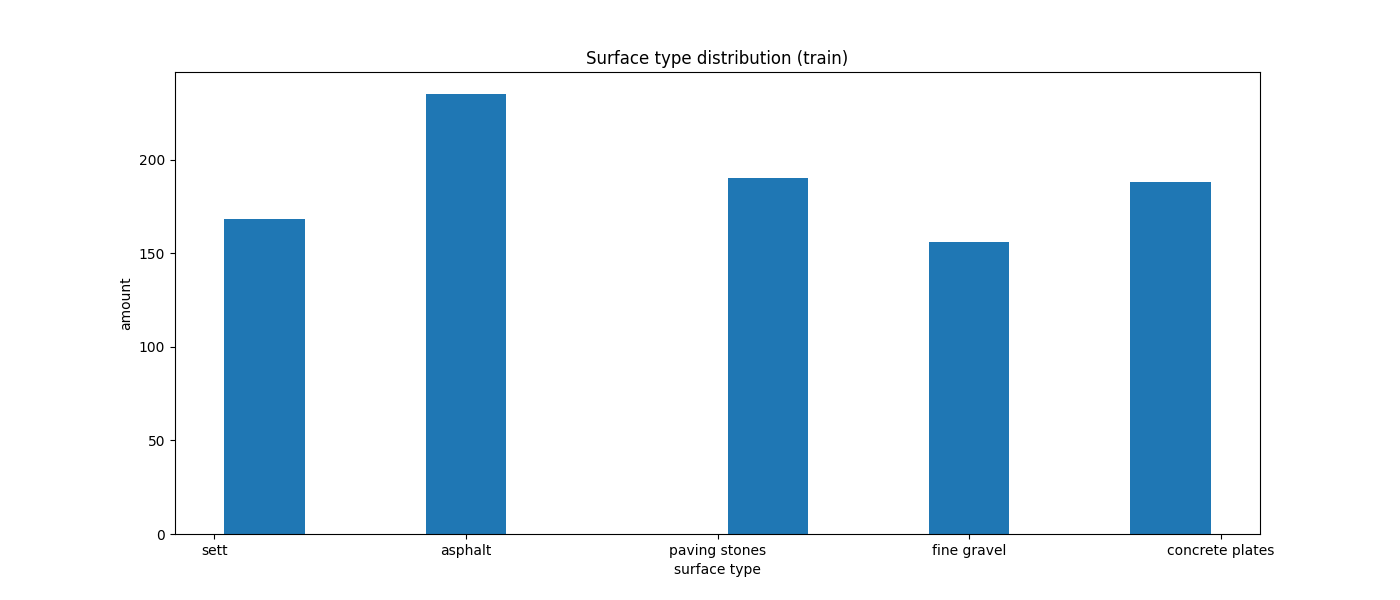 Surface type distribution (train)
200
150
100
50
0
amount
sett
asphalt
paving stones
fine gravel
concrete plates
surface type